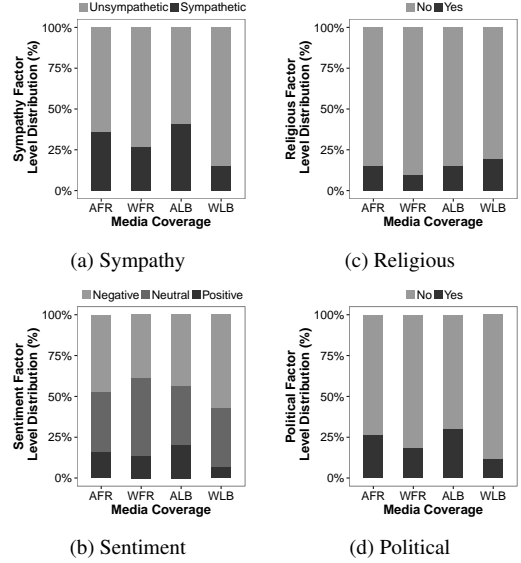 Unsympathetic Sympathetic
Sympathy Factor
Level Distribution (%)
100%
75%
50%
25%
0%
AFR WFR ALB WLB
Media Coverage
(a) Sympathy
No Yes
Religious Factor
Level Distribution (%)
100%
75%
50%
25%
0%
AFR WFR ALB WLB
Media Coverage
(c) Religious
Negative Neutral Positive
Sentiment Factor
Level Distribution (%)
100%
75%
50%
25%
0%
AFR WFR ALB WLB
Media Coverage
(b) Sentiment
No Yes
Political Factor
Level Distribution (%)
100%
75%
50%
25%
0%
AFR WFR ALB WLB
Media Coverage
(d) Political